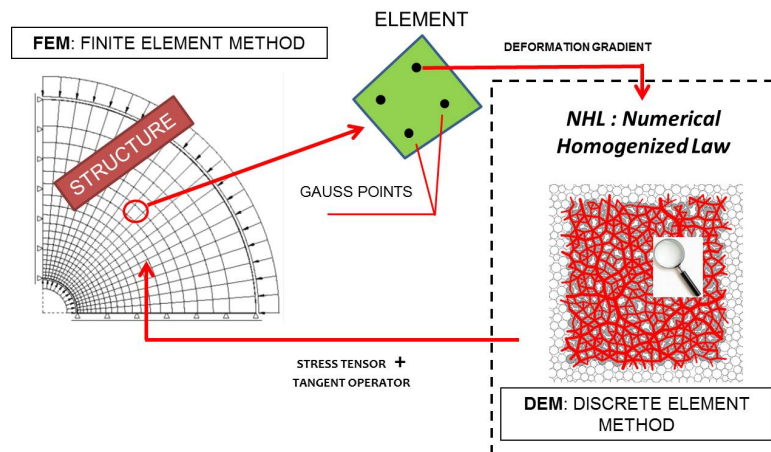 ELEMENT
FEM: FINITE ELEMENT METHOD
DEFORMATION GRADIENT
STRUCTURE
NHL : Numerical
Homogenized Law
GAUSS POINTS
STRESS TENSOR +
TANGENT OPERATOR
DEM: DISCRETE ELEMENT
METHOD